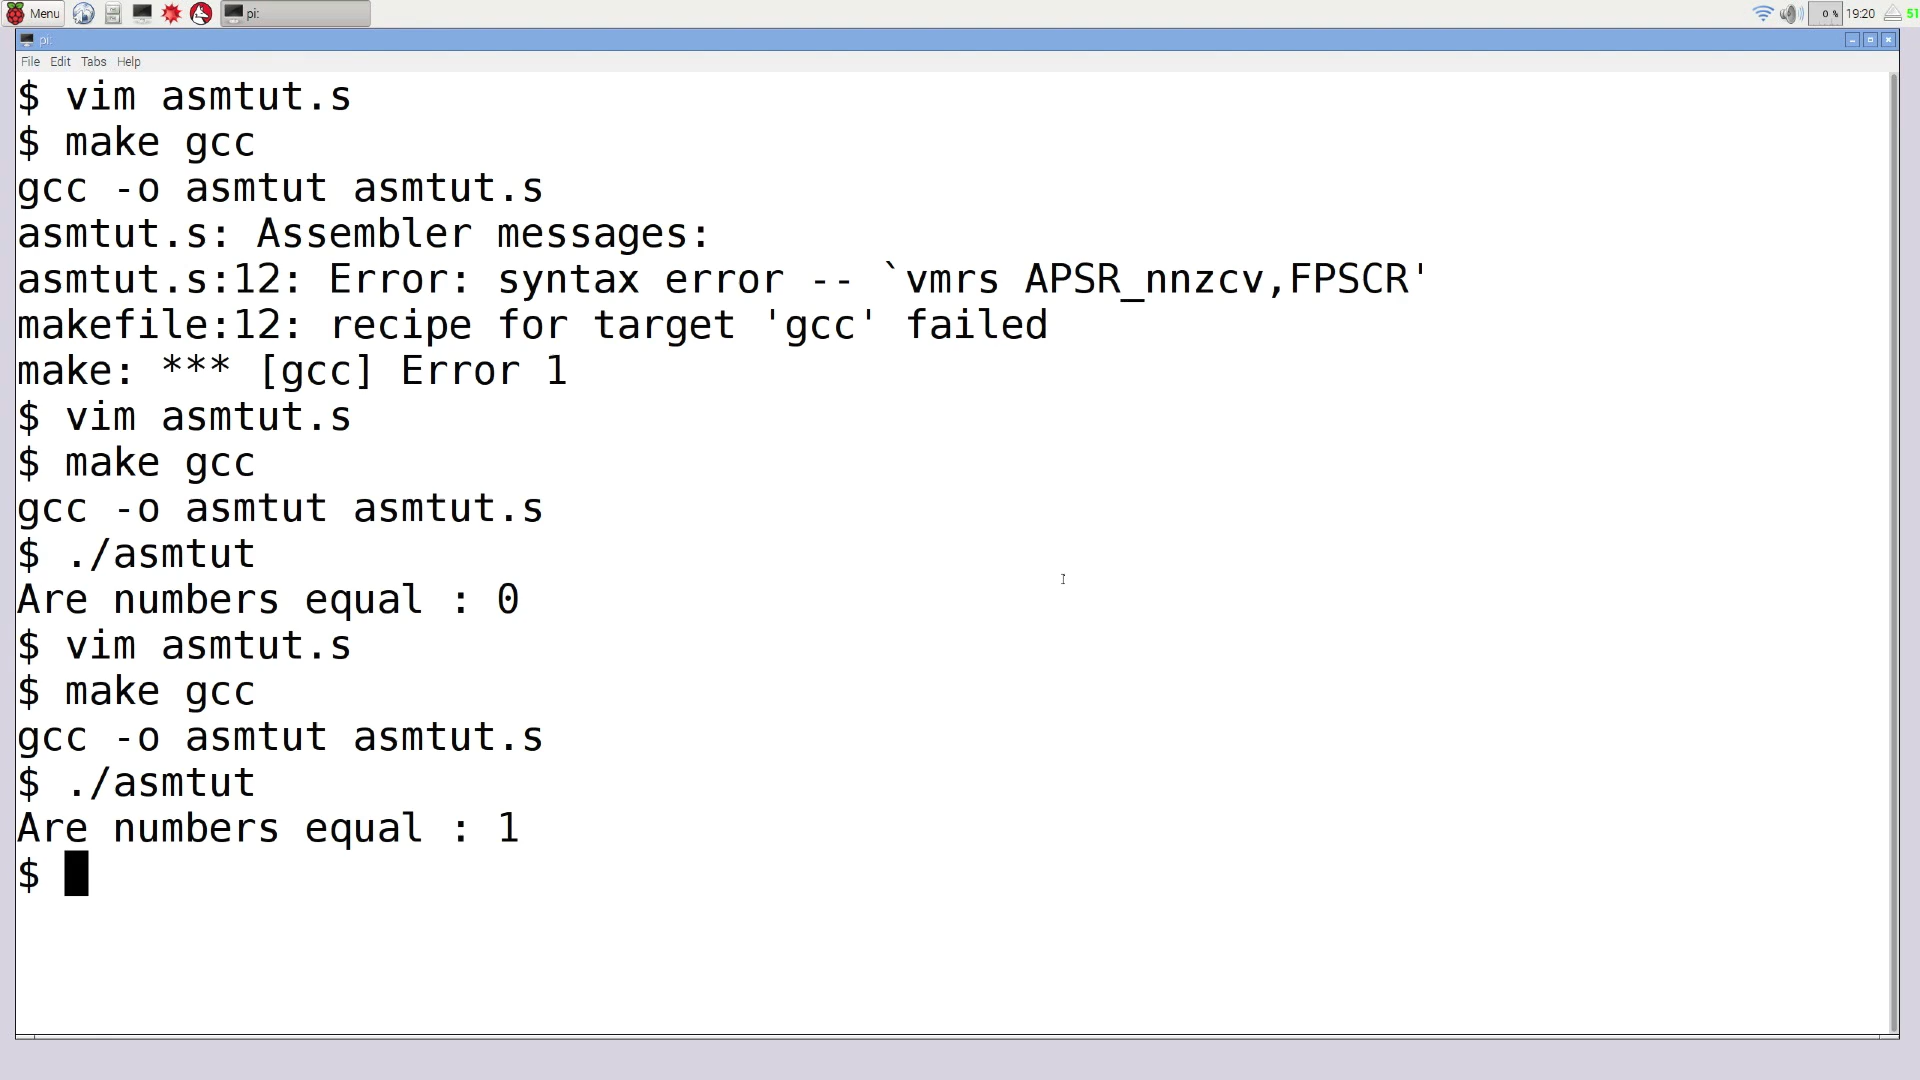 Menu
pi:
0 %
19:20
51
pi:
File Edit Tabs Help
$ vim asmtut.s
$ make gcc
gcc -o asmtut asmtut.s
asmtut.s: Assembler messages:
asmtut.s:12: Error: syntax error -- `vmrs APSR_nnzcv,FPSCR'
makefile:12: recipe for target 'gcc' failed
make: *** [gcc] Error 1
$ vim asmtut.s
$ make gcc
gcc -o asmtut asmtut.s
$ ./asmtut
Are numbers equal : 0
$ vim asmtut.s
$ make gcc
gcc -o asmtut asmtut.s
$ ./asmtut
Are numbers equal : 1
$